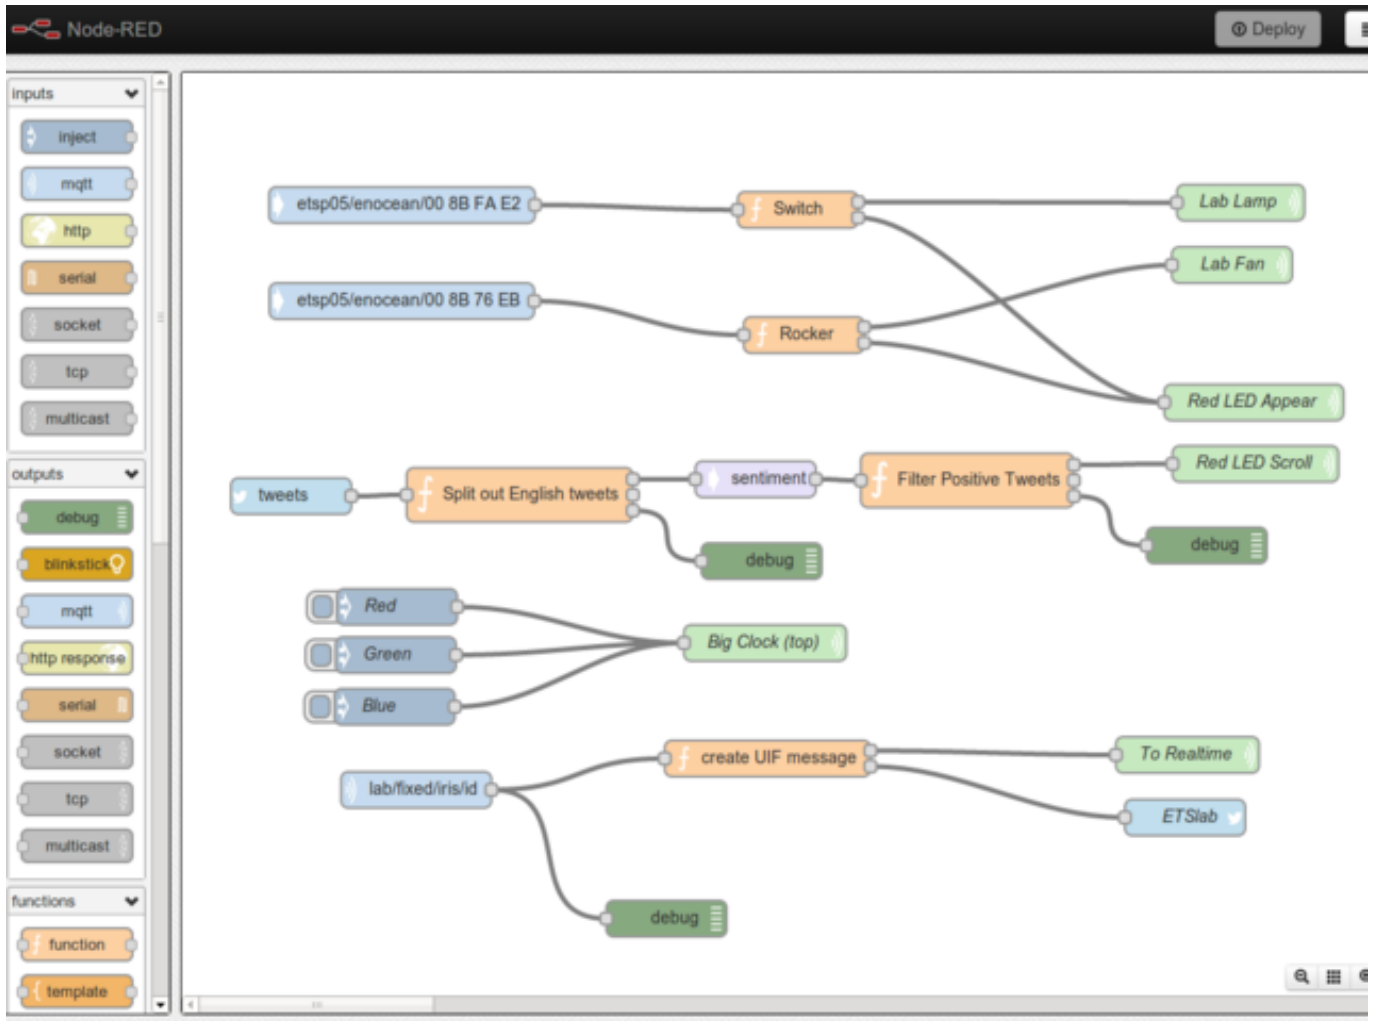 Node-RED
Deploy
inputs
inject
mqtt
http
serial
socket
tcp
multicast
outputs
debug
blinkstick
mqtt
http response
serial
socket
tcp
multicast
functions
function
template
etsp05/enocean/00 8B FA E2
Switch
Lab Lamp
Lab Fan
etsp05/enocean/00 8B 76 EB
Rocker
Red LED Appear
tweets
Split out English tweets
sentiment
Filter Positive Tweets
Red LED Scroll
debug
debug
Red
Green
Blue
Big Clock (top)
lab/fixed/iris/id
create UIF message
To Realtime
ETSlab
debug